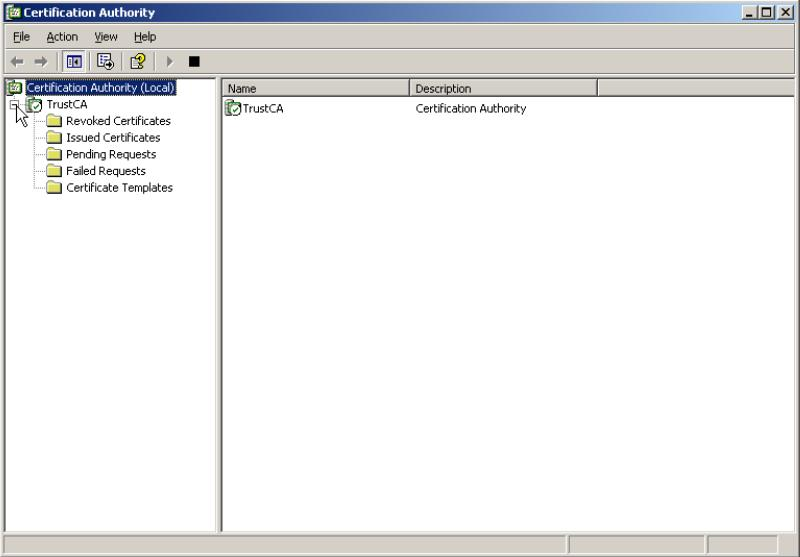 Certification Authority
File Action View Help
Certification Authority (Local)
TrustCA
Revoked Certificates
Issued Certificates
Pending Requests
Failed Requests
Certificate Templates
Name Description
TrustCA Certification Authority